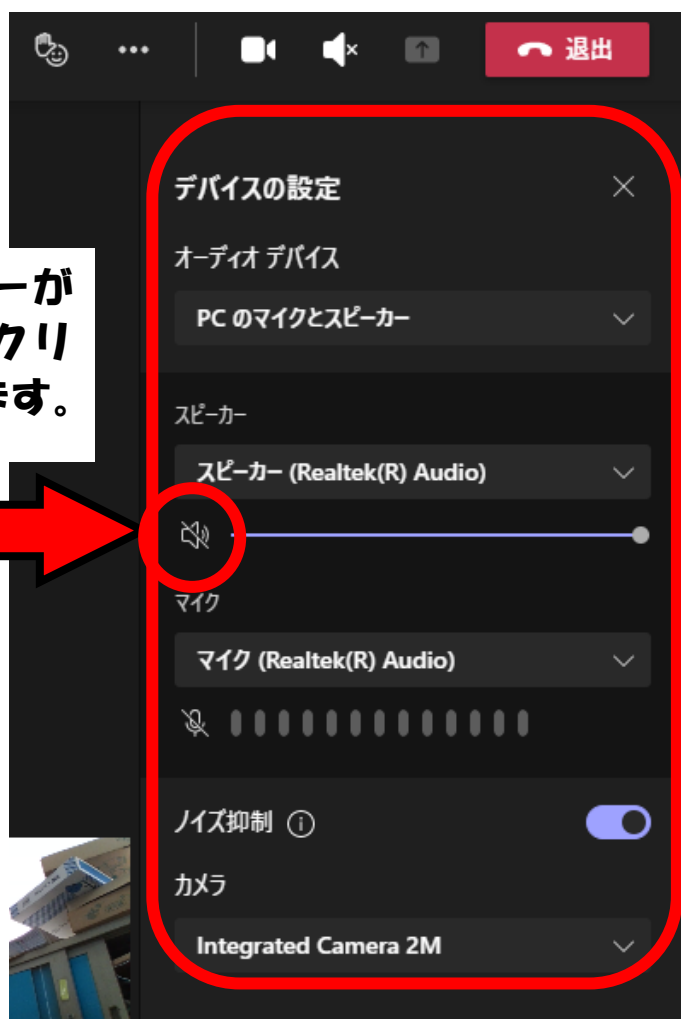 退出
デバイスの設定
オーディオ デバイス
PC のマイクとスピーカー
ーが
クリ
ます。
スピーカー
スピーカー (Realtek(R) Audio)
マイク
マイク (Realtek(R) Audio)
ノイズ抑制
カメラ
Integrated Camera 2M